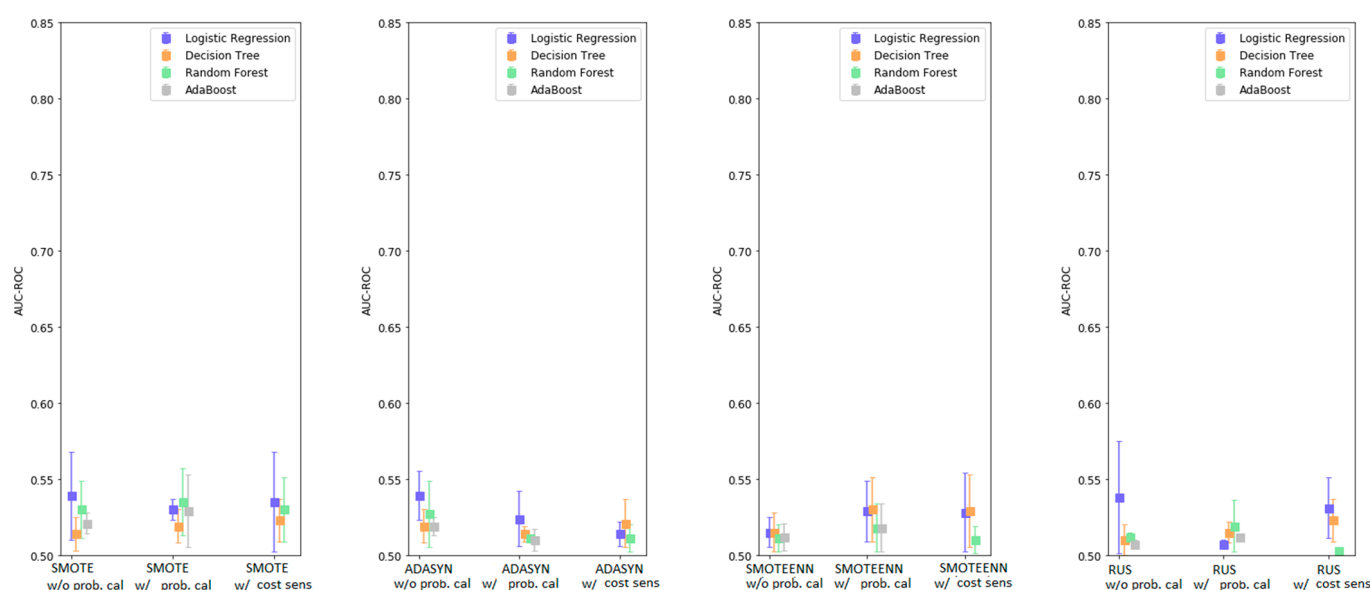 0.85
0.80
0.75
0.70
0.65
0.60
0.55
0.50
AUC-ROC
Logistic Regression
Decision Tree
Random Forest
AdaBoost
SMOTE
w/o prob. cal
SMOTE
w/ prob. cal
SMOTE
w/ cost sens
0.85
0.80
0.75
0.70
0.65
0.60
0.55
0.50
AUC-ROC
Logistic Regression
Decision Tree
Random Forest
AdaBoost
ADASYN
w/o prob. cal
ADASYN
w/ prob. cal
ADASYN
w/ cost sens
0.85
0.80
0.75
0.70
0.65
0.60
0.55
0.50
AUC-ROC
Logistic Regression
Decision Tree
Random Forest
AdaBoost
SMOTEENN
w/o prob. cal
SMOTEENN
w/ prob. cal
SMOTEENN
w/ cost sens
0.85
0.80
0.75
0.70
0.65
0.60
0.55
0.50
AUC-ROC
Logistic Regression
Decision Tree
Random Forest
AdaBoost
RUS
w/o prob. cal
RUS
w/ prob. cal
RUS
w/ cost sens